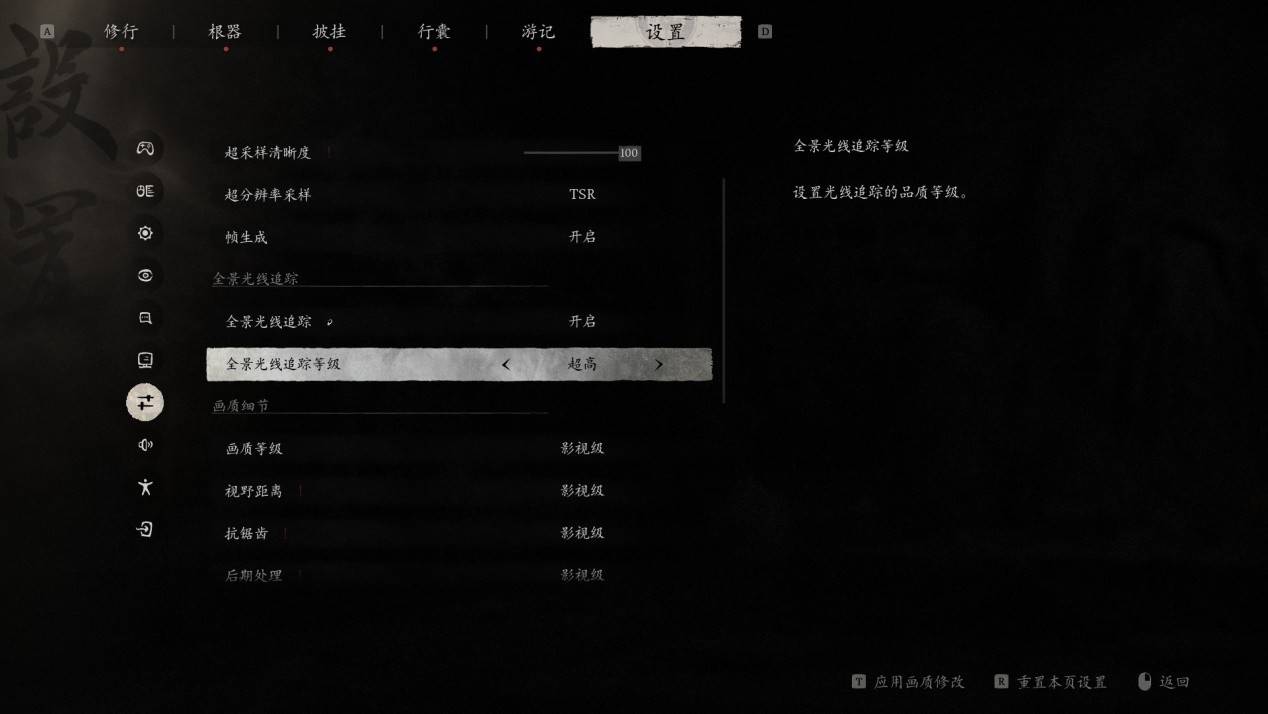 A 修行 | 根器 | 披挂 | 行囊 | 游记 设置 D
設置
超采样清晰度 ! 100
超分辨率采样 TSR
帧生成 开启
全景光线追踪
全景光线追踪 开启
全景光线追踪等级 < 超高 >
画质细节
画质等级 影视级
视野距离 ! 影视级
抗锯齿 ! 影视级
后期处理 ! 影视级
全景光线追踪等级
设置光线追踪的品质等级。
T 应用画质修改 R 重置本页设置 返回